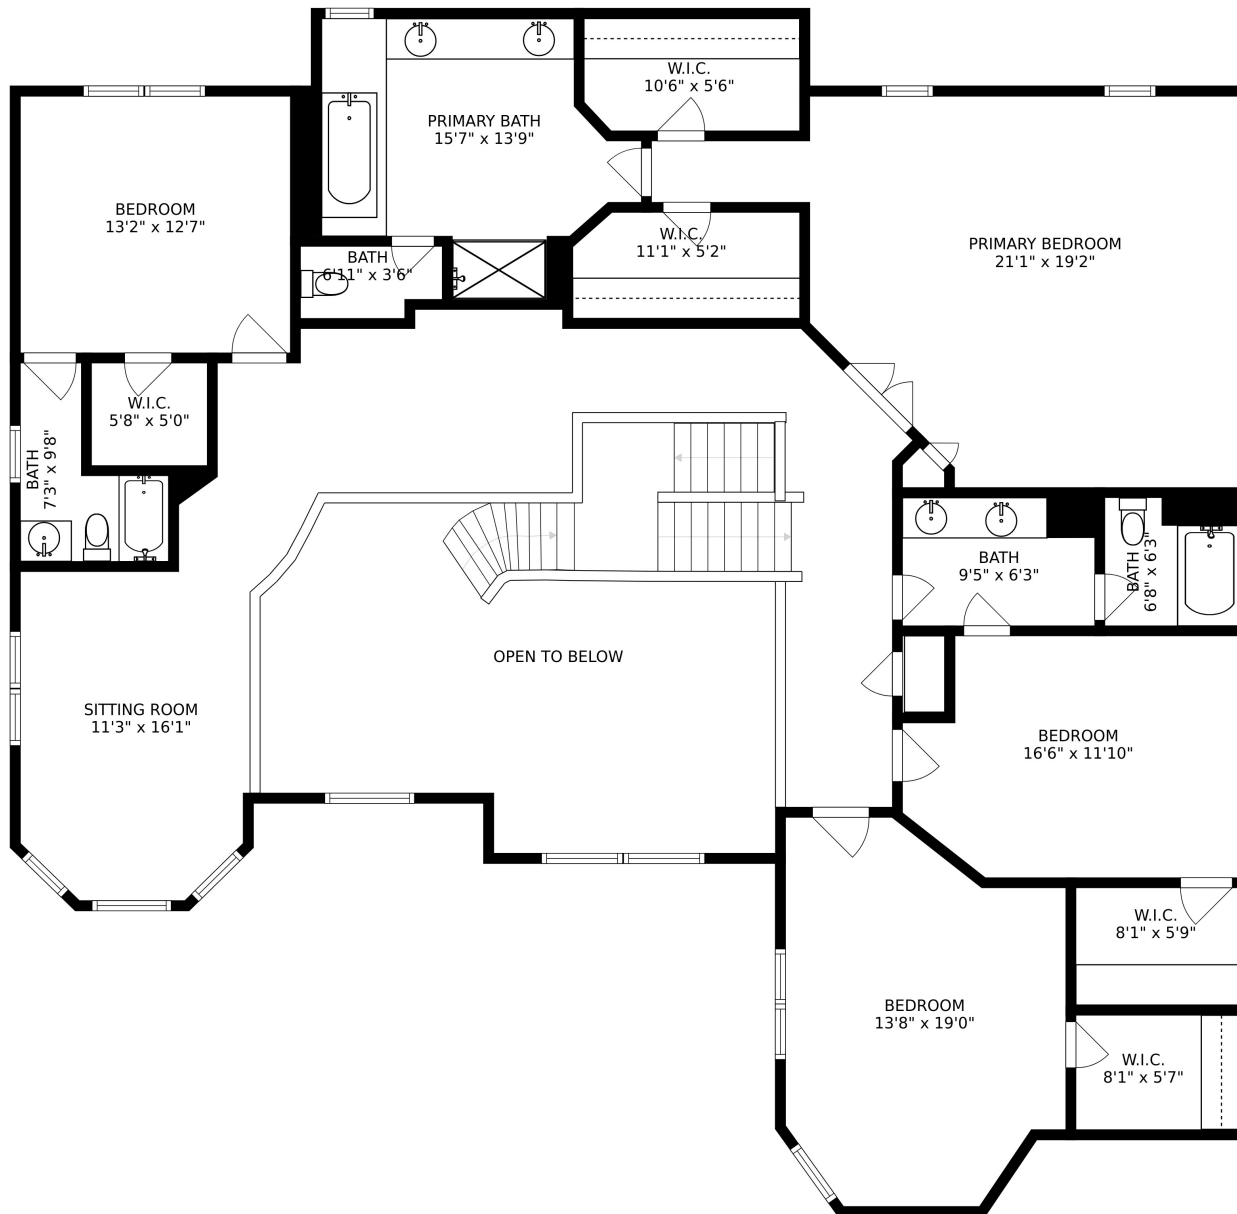 W.I.C.
10'6" x 5'6"
PRIMARY BATH
15'7" x 13'9"
BEDROOM
13'2" x 12'7"
W.I.C.
11'1" x 5'2"
PRIMARY BEDROOM
21'1" x 19'2"
BATH
6'11" x 3'6"
W.I.C.
5'8" x 5'0"
BATH
7'3" x 9'8"
BATH
9'5" x 6'3"
BATH
6'8" x 6'3"
OPEN TO BELOW
SITTING ROOM
11'3" x 16'1"
BEDROOM
16'6" x 11'10"
W.I.C.
8'1" x 5'9"
BEDROOM
13'8" x 19'0"
W.I.C.
8'1" x 5'7"